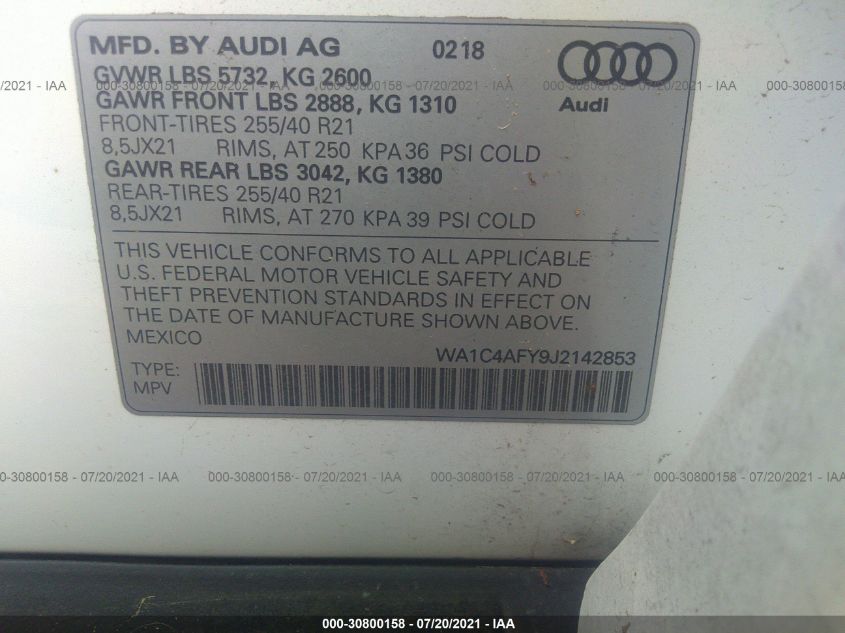 MFD. BY AUDI AG 0218
GVWR LBS 5732, KG 2600
GAWR FRONT LBS 2888, KG 1310
Audi
FRONT-TIRES 255/40 R21
8,5JX21 RIMS, AT 250 KPA 36 PSI COLD
GAWR REAR LBS 3042, KG 1380
REAR-TIRES 255/40 R21
8,5JX21 RIMS, AT 270 KPA 39 PSI COLD
THIS VEHICLE CONFORMS TO ALL APPLICABLE
U.S. FEDERAL MOTOR VEHICLE SAFETY AND
THEFT PREVENTION STANDARDS IN EFFECT ON
THE DATE OF MANUFACTURE SHOWN ABOVE.
MEXICO
WA1C4AFY9J2142853
TYPE:
MPV
000-30800158 - 07/20/2021 - IAA